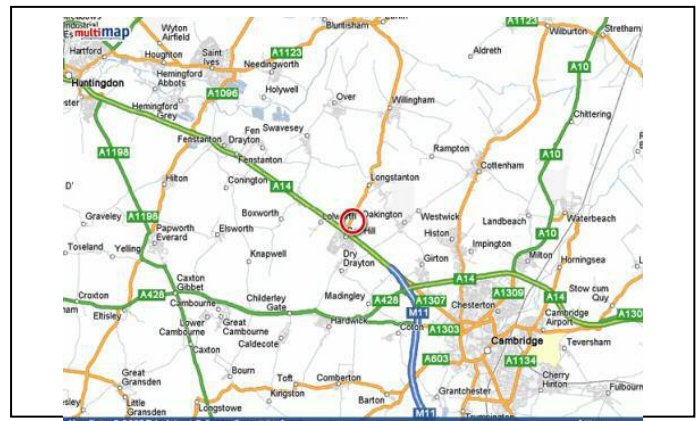 multimap
Wyton
Airfield
Bluntisham
A1123
Wilburton
Stretham
Hartford
Houghton
Saint
Ives
A1123
Needingworth
Aldreth
A10
Huntingdon
Hemingford
Abbots
A1096
Holywell
Over
Willingham
Chittering
Hemingford
Grey
Fen
Drayton
Swavesey
Fenstanton
Fenstanton
A1198
Rampton
A10
Cottenham
Hilton
Conington
A14
Longstanton
Graveley
A1198
Boxworth
Oakington
Westwick
Landbeach
Waterbeach
Papworth
Everard
Elsworth
Hill
Histon
A10
Toseland
Yelling
Knapwell
Dry
Drayton
Girton
Impington
Milton
Horningsea
Caxton
Gibbet
A14
Croxton
A428
Cambourne
Childerley
Gate
Madingley
A428
A1307
Chesterton
A1309
A14
Stow cum
Quy
Eltisley
Lower
Cambourne
Great
Cambourne
Hardwick
M11
Coton
A1303
Cambridge
Airport
A130
Caldecote
Caxton
Cambridge
Teversham
A603
A1134
Great
Gransden
Bourn
Toft
Comberton
Cherry
Hinton
Fulbourn
Kingston
Barton
Grantchester
Little
Gransden
Longstowe
M11
Trumpington